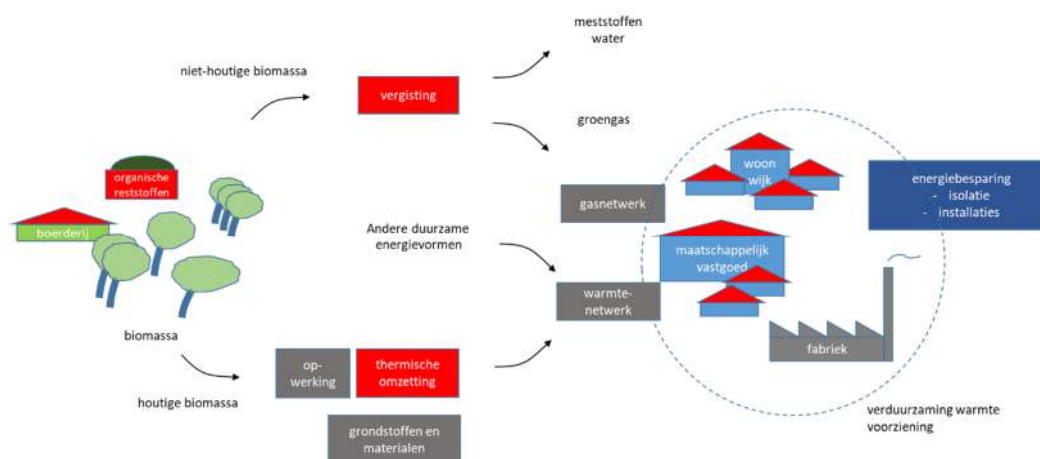 meststoffen
water
niet-houtige biomassa
vergisting
groengas
organische
reststoffen
boerderij
woon
wijk
energiebesparing
- isolatie
- installaties
gasnetwerk
Andere duurzame
energievormen
maatschappelijk
vastgoed
warmte-
netwerk
biomassa
fabriek
op-
werking
thermische
omzetting
houtige biomassa
grondstoffen en
materialen
verduurzaming warmte
voorziening